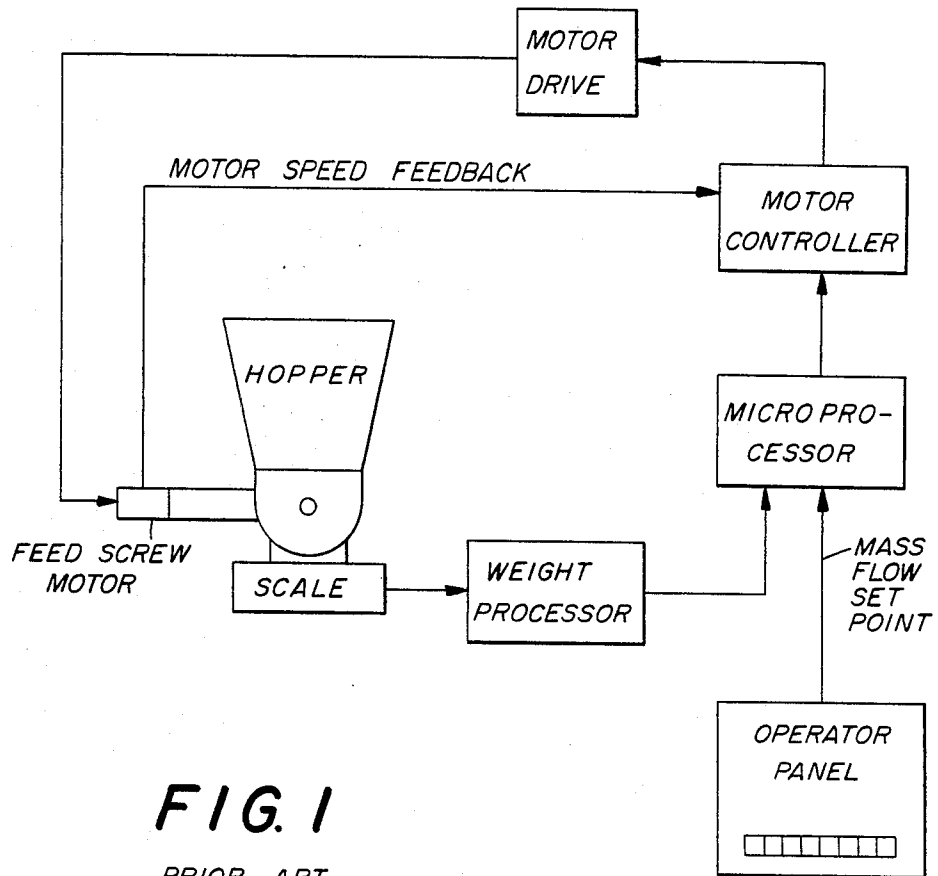 MOTOR
DRIVE
MOTOR SPEED FEEDBACK
MOTOR
CONTROLLER
HOPPER
MICRO PRO-
CESSOR
FEED SCREW
MOTOR
SCALE
WEIGHT
PROCESSOR
MASS
FLOW
SET
POINT
OPERATOR
PANEL
FIG. 1
PRIOR ART